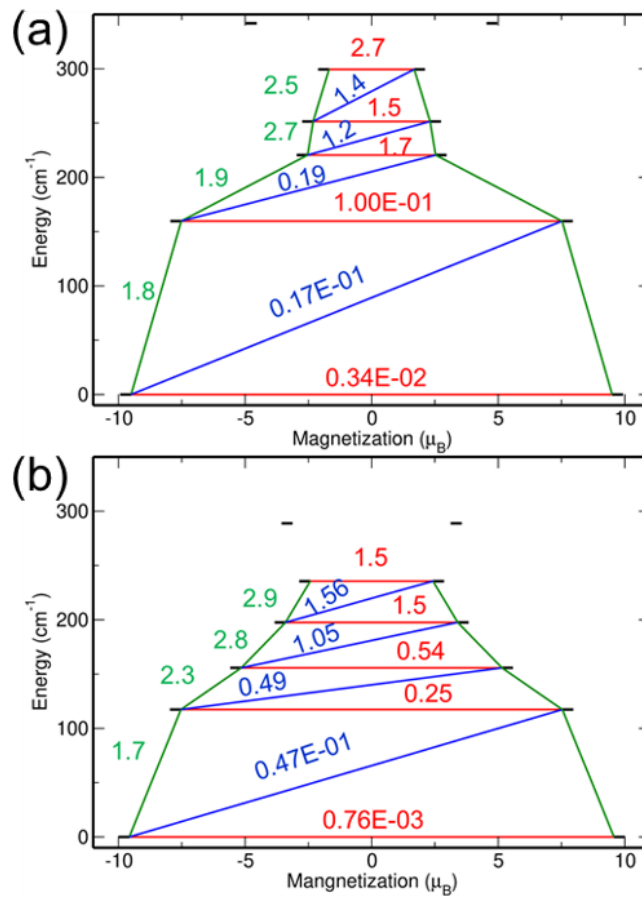 (a)
2.7
300
2.5
1.4
1.5
2.7
1.2
1.7
200
1.9
0.19
1.00E-01
Energy (cm-1)
100
1.8
0.17E-01
0.34E-02
0
-10 -5 0 5 10
Magnetization (μB)
(b)
300
1.5
2.9
1.56
1.5
200
2.8
1.05
0.54
2.3
0.49
0.25
Energy (cm-1)
100
1.7
0.47E-01
0.76E-03
0
-10 -5 0 5 10
Mangnetization (μB)